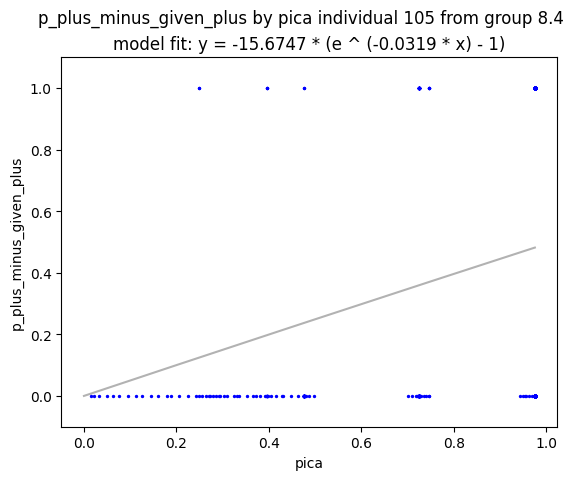 p_plus_minus_given_plus by pica individual 105 from group 8.4
model fit: y = -15.6747 * (e ^ (-0.0319 * x) - 1)
p_plus_minus_given_plus
1.0
0.8
0.6
0.4
0.2
0.0
0.0 0.2 0.4 0.6 0.8 1.0
pica